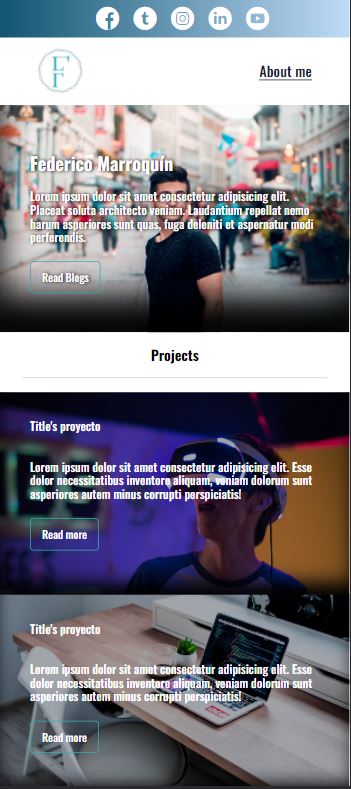 About me
Federico Marroquín
Lorem ipsum dolor sit amet consectetur adipisicing elit.
Placeat soluta architecto veniam. Laudantium repellat nemo
harum asperiores sunt quas, fuga deleniti et aspernatur modi
perferendis.
Read Blogs
Projects
Title's proyecto
Lorem ipsum dolor sit amet consectetur adipisicing elit. Esse
dolor necessitatibus inventore aliquam, veniam dolorum sunt
asperiores autem minus corrupti perspiciatis!
Read more
Title's proyecto
Lorem ipsum dolor sit amet consectetur adipisicing elit. Esse
dolor necessitatibus inventore aliquam, veniam dolorum sunt
asperiores autem minus corrupti perspiciatis!
Read more